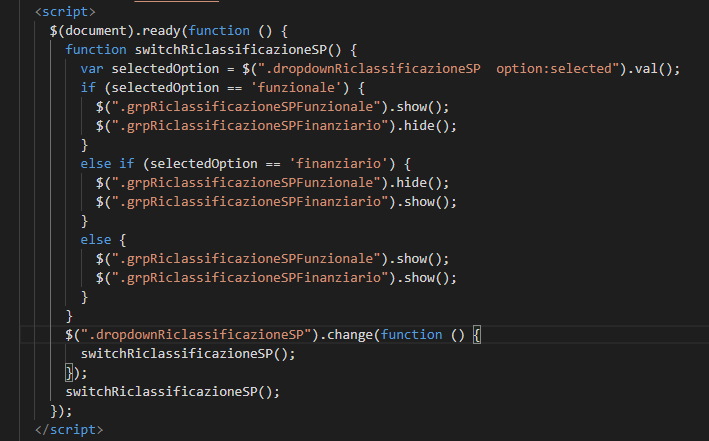 <script>
$(document).ready(function () {
function switchRiclassificazioneSP() {
var selectedOption = $(".dropdownRiclassificazioneSP  option:selected").val();
if (selectedOption == 'funzionale') {
$(".grpRiclassificazioneSPFunzionale").show();
$(".grpRiclassificazioneSPFinanziario").hide();
}
else if (selectedOption == 'finanziario') {
$(".grpRiclassificazioneSPFunzionale").hide();
$(".grpRiclassificazioneSPFinanziario").show();
}
else {
$(".grpRiclassificazioneSPFunzionale").show();
$(".grpRiclassificazioneSPFinanziario").show();
}
}
$(".dropdownRiclassificazioneSP").change(function () {
switchRiclassificazioneSP();
});
switchRiclassificazioneSP();
});
</script>